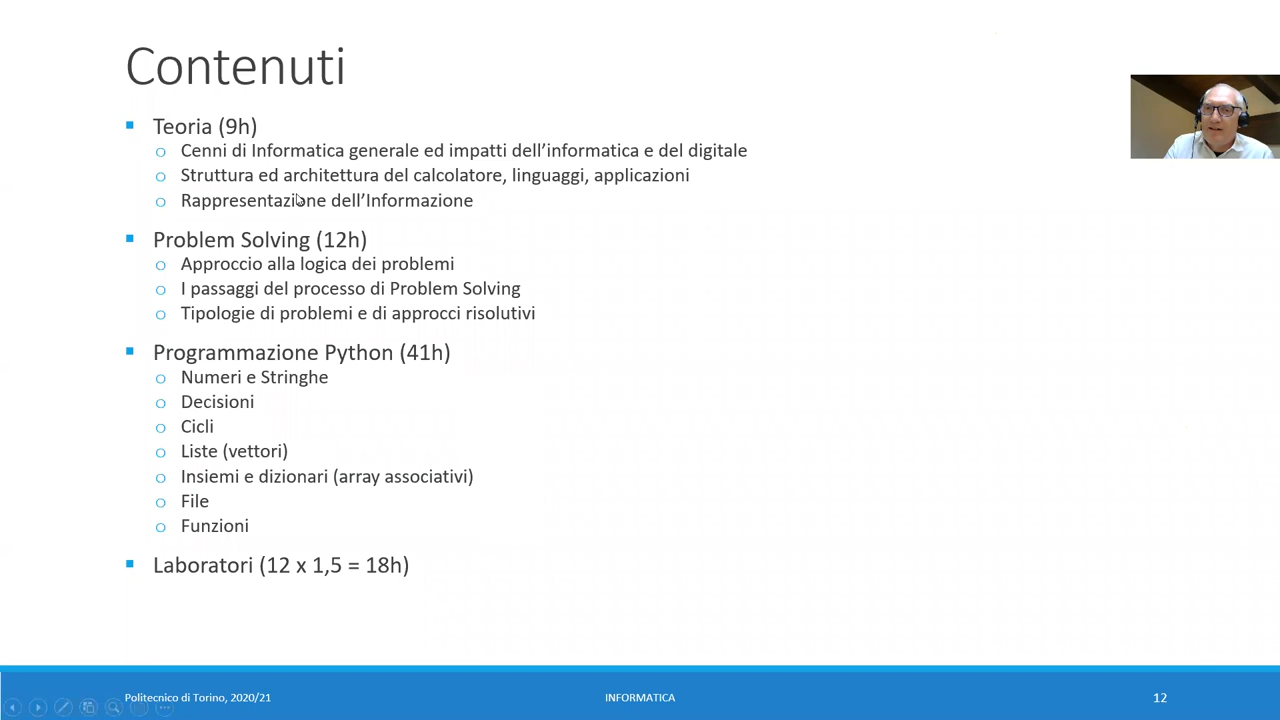 Contenuti
Teoria (9h)
Cenni di Informatica generale ed impatti dell’informatica e del digitale
Struttura ed architettura del calcolatore, linguaggi, applicazioni
Rappresentazione dell’Informazione
Problem Solving (12h)
Approccio alla logica dei problemi
I passaggi del processo di Problem Solving
Tipologie di problemi e di approcci risolutivi
Programmazione Python (41h)
Numeri e Stringhe
Decisioni
Cicli
Liste (vettori)
Insiemi e dizionari (array associativi)
File
Funzioni
Laboratori (12 x 1,5 = 18h)
Politecnico di Torino, 2020/21
INFORMATICA
12